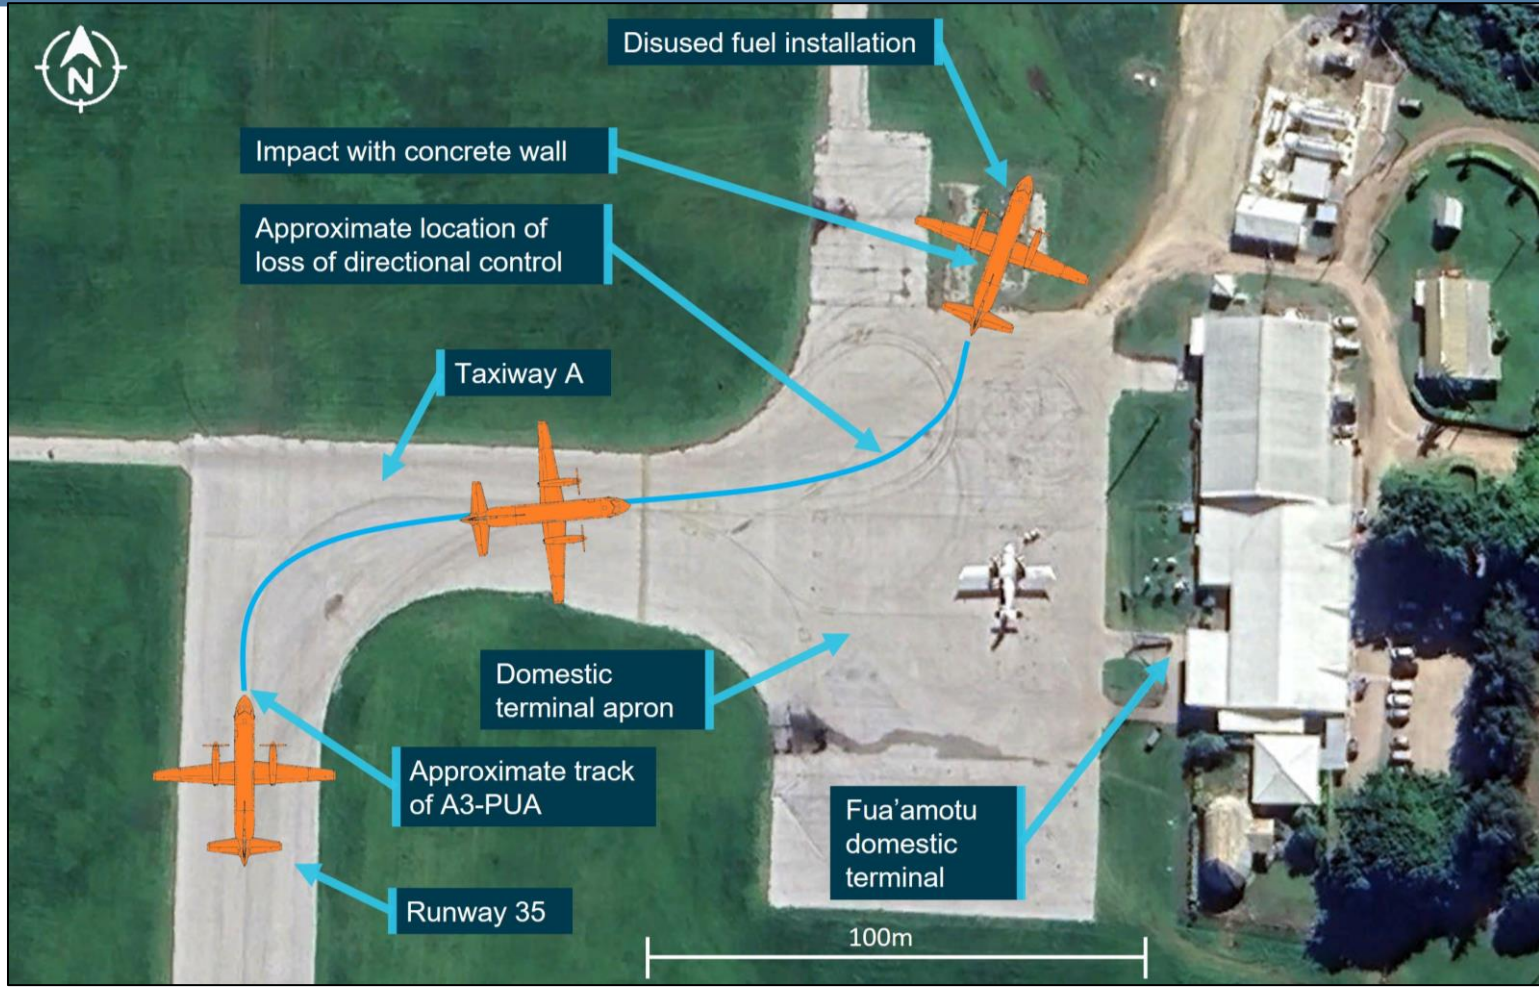 N
Disused fuel installation
Impact with concrete wall
Approximate location of
loss of directional control
Taxiway A
Domestic
terminal apron
Approximate track
of A3-PUA
Fua'amotu
domestic
terminal
Runway 35
100m